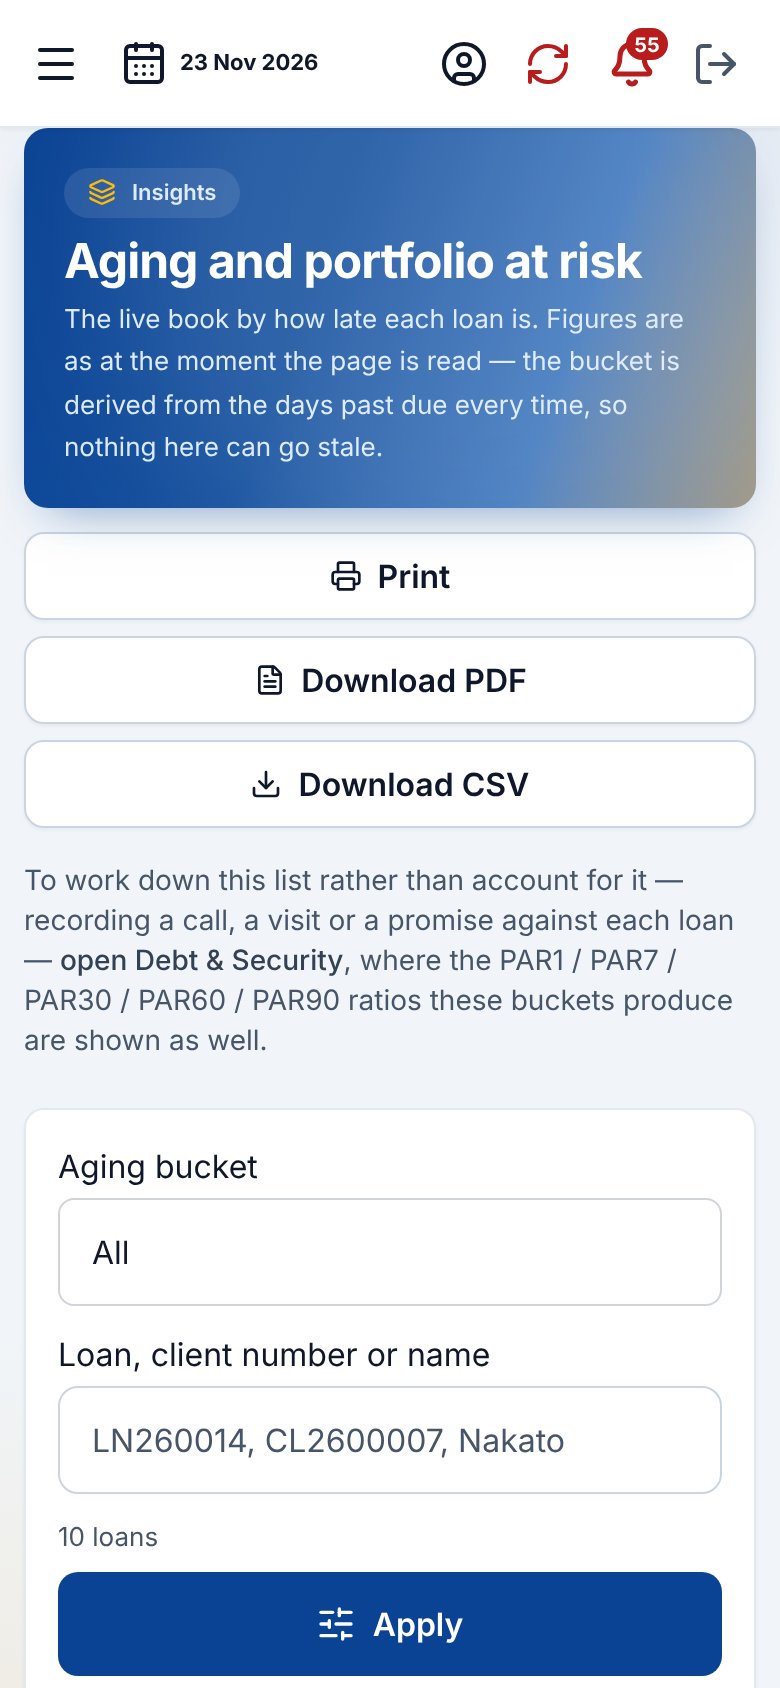 23 Nov 2026
55
Insights
Aging and portfolio at risk
The live book by how late each loan is. Figures are
as at the moment the page is read — the bucket is
derived from the days past due every time, so
nothing here can go stale.
Print
Download PDF
Download CSV
To work down this list rather than account for it —
recording a call, a visit or a promise against each loan
— open Debt & Security, where the PAR1 / PAR7 /
PAR30 / PAR60 / PAR90 ratios these buckets produce
are shown as well.
Aging bucket
All
Loan, client number or name
LN260014, CL2600007, Nakato
10 loans
Apply